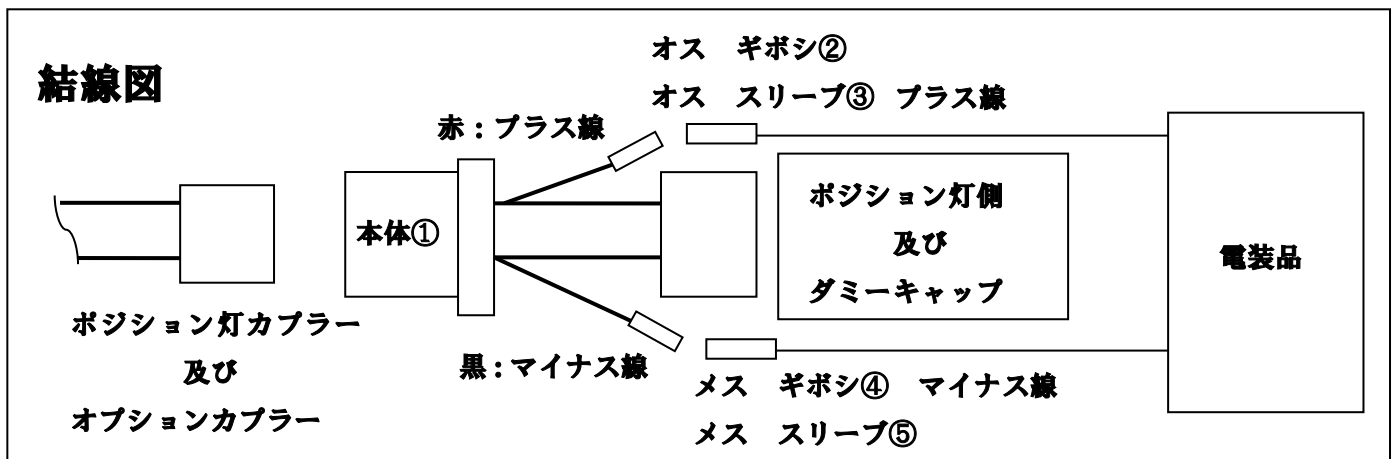 結線図
オス　ギボシ②
オス　スリーブ③　プラス線
赤：プラス線
本体①
ポジション灯側
及び
ダミーキャップ
電装品
ポジション灯カプラー
及び
オプションカプラー
黒：マイナス線
メス　ギボシ④　マイナス線
メス　スリーブ⑤